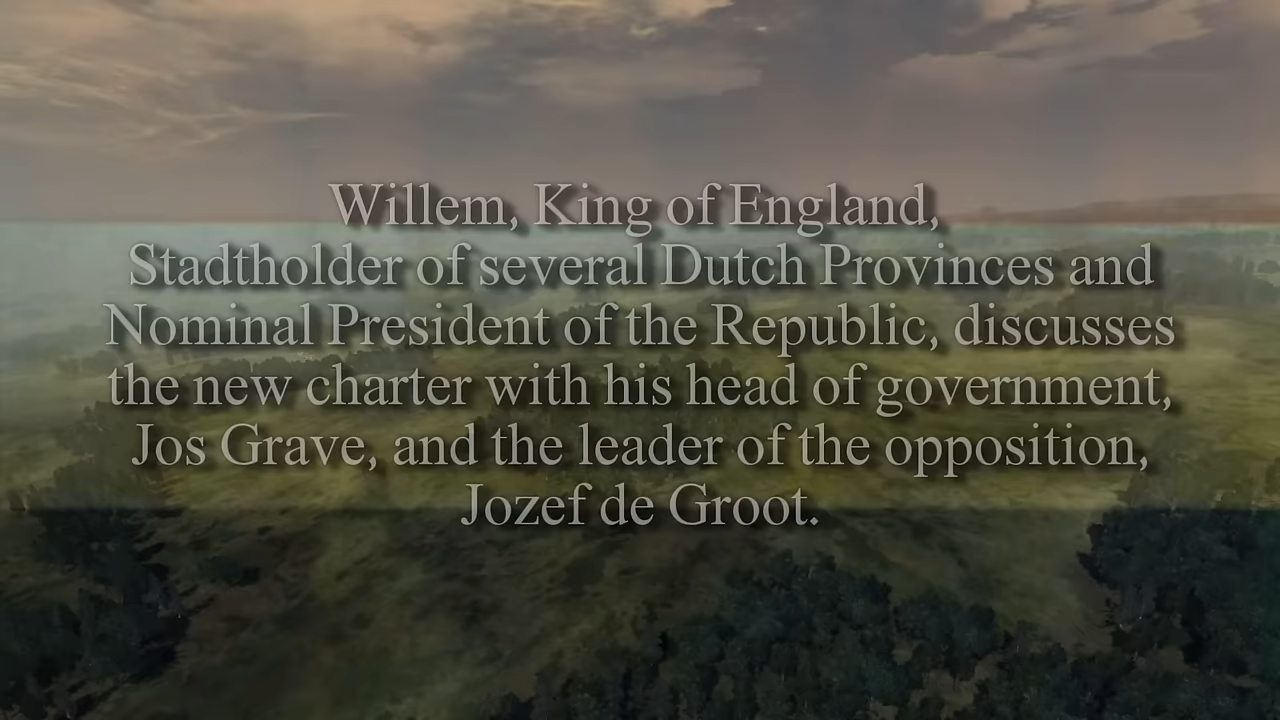 Willem, King of England,
Stadtholder of several Dutch Provinces and
Nominal President of the Republic, discusses
the new charter with his head of government,
Jos Grave, and the leader of the opposition,
Jozef de Groot.